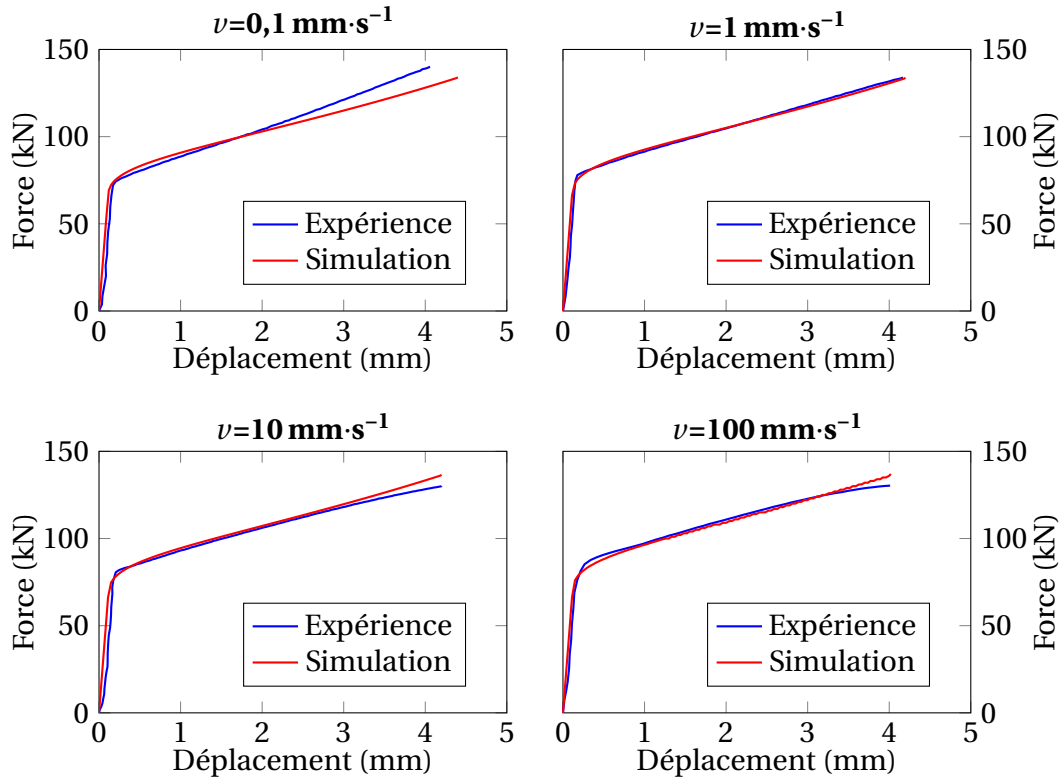 ν=0,1 mm·s⁻¹
150
100
50
0
Force (kN)
0 1 2 3 4 5
Déplacement (mm)
Expérience
Simulation
ν=1 mm·s⁻¹
150
100
50
0
Force (kN)
0 1 2 3 4 5
Déplacement (mm)
Expérience
Simulation
ν=10 mm·s⁻¹
150
100
50
0
Force (kN)
0 1 2 3 4 5
Déplacement (mm)
Expérience
Simulation
ν=100 mm·s⁻¹
150
100
50
0
Force (kN)
0 1 2 3 4 5
Déplacement (mm)
Expérience
Simulation